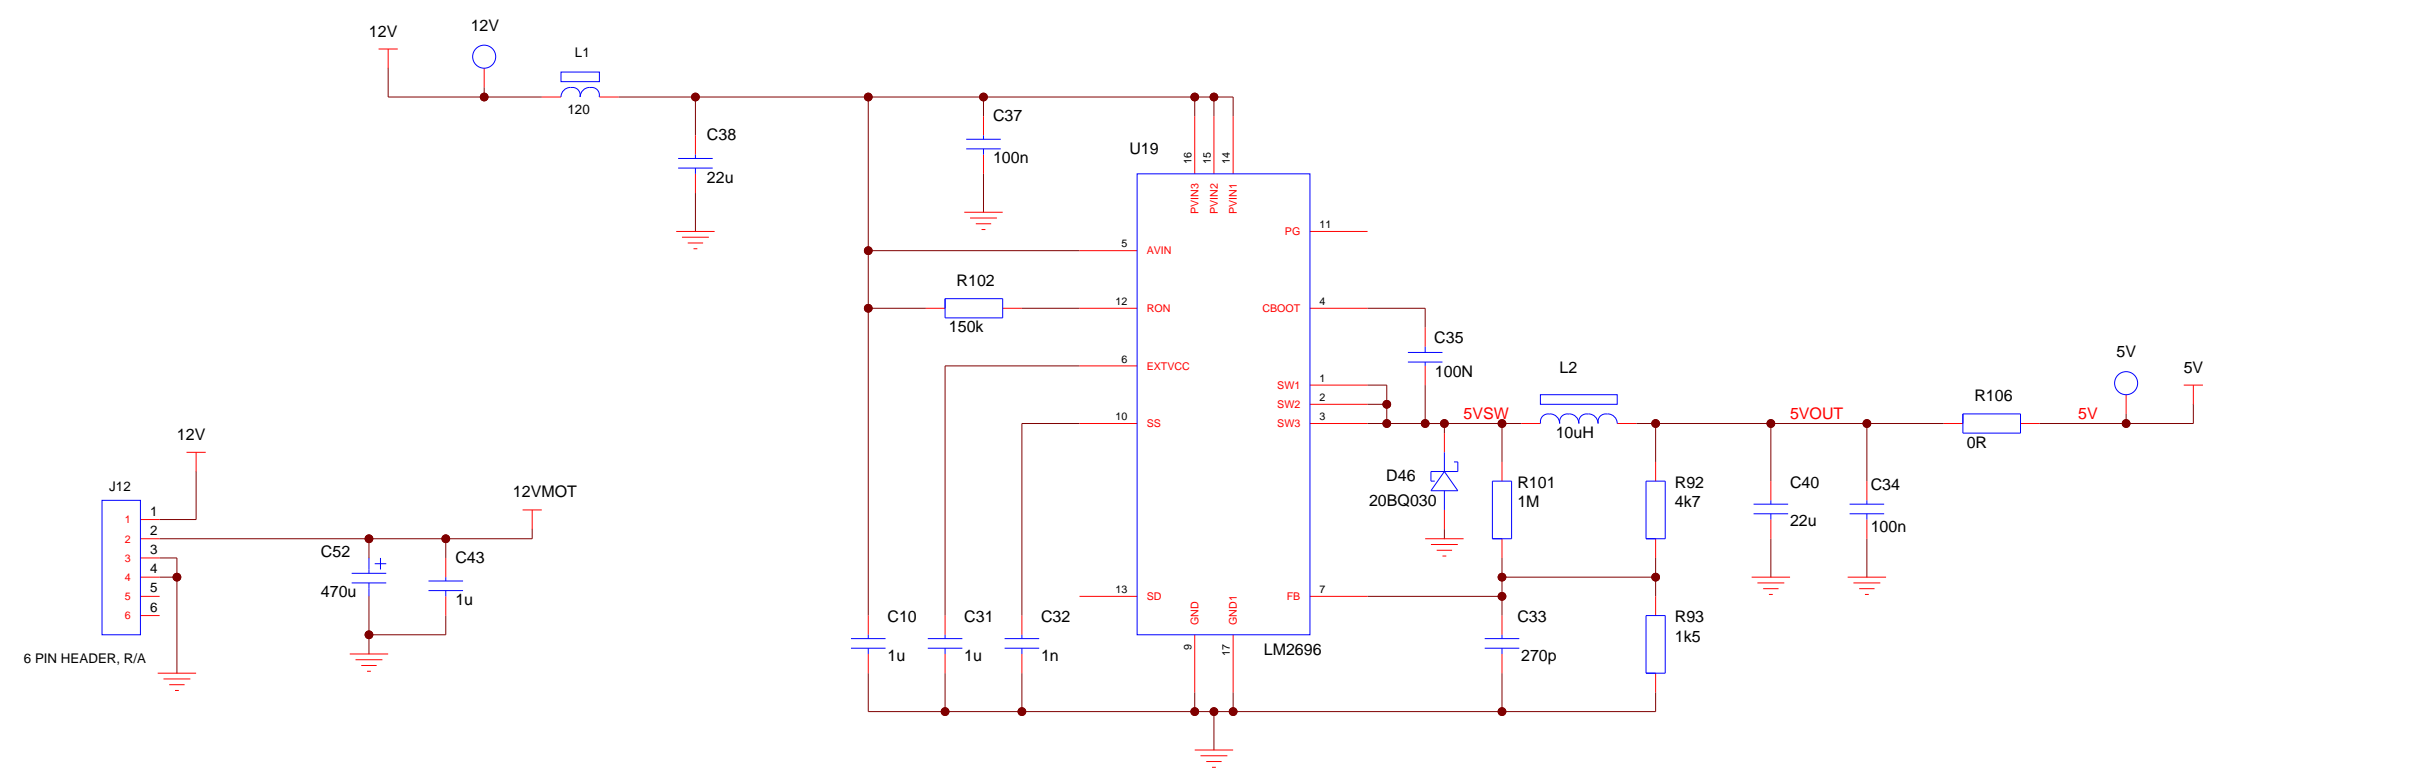 12V
12V
L1
120
C38
22u
C37
100n
U19
16
15
14
PVIN3
PVIN2
PVIN1
PG
11
5
AVIN
R102
150k
12
RON
CBOOT
4
C35
100N
6
EXTVCC
SW1
1
SW2
2
SW3
3
10
SS
5VSW
L2
10uH
5VOUT
R106
0R
5V
5V
5V
D46
20BQ030
R101
1M
R92
4k7
C40
22u
C34
100n
12V
J12
1
1
2
2
3
3
4
4
5
5
6
6
6 PIN HEADER, R/A
12VMOT
C52
+
470u
C43
1u
13
SD
GND
GND1
FB
7
9
17
LM2696
C10
1u
C31
1u
C32
1n
C33
270p
R93
1k5